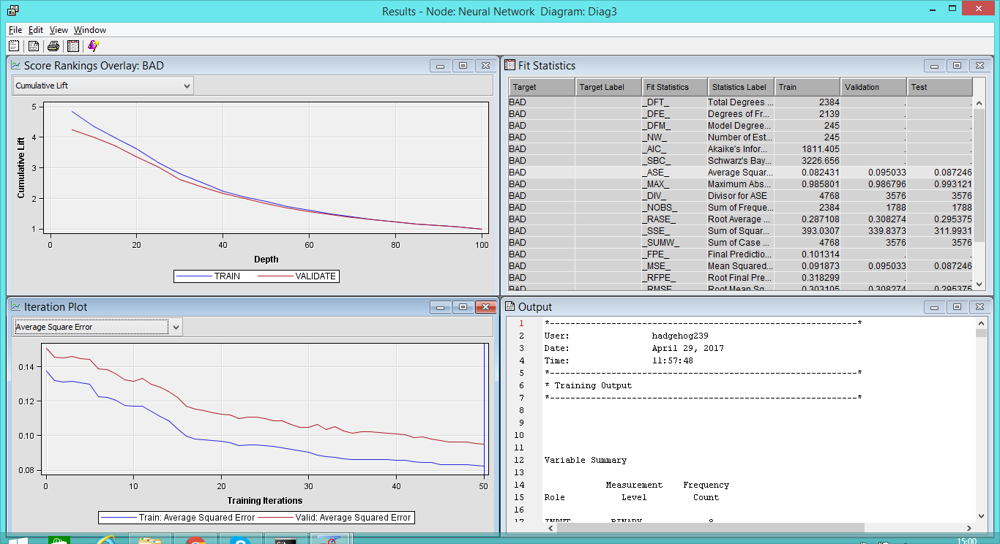 Results - Node: Neural Network Diagram: Diag3
File Edit View Window
Score Rankings Overlay: BAD
Cumulative Lift
5
4
3
2
1
Cumulative Lift
0 20 40 60 80 100
Depth
TRAIN VALIDATE
Fit Statistics
Target Target Label Fit Statistics Statistics Label Train Validation Test
BAD _DFT_ Total Degrees ... 2384 . .
BAD _DFE_ Degrees of Fr... 2139 . .
BAD _DFM_ Model Degree... 245 . .
BAD _NW_ Number of Est... 245 . .
BAD _AIC_ Akaike's Infor... 1811.405 . .
BAD _SBC_ Schwarz's Bay... 3226.656 . .
BAD _ASE_ Average Squar... 0.082431 0.095033 0.087246
BAD _MAX_ Maximum Abs... 0.985801 0.986796 0.993121
BAD _DIV_ Divisor for ASE 4768 3576 3576
BAD _NOBS_ Sum of Freque... 2384 1788 1788
BAD _RASE_ Root Average ... 0.287108 0.308274 0.295375
BAD _SSE_ Sum of Squar... 393.0307 339.8373 311.9931
BAD _SUMW_ Sum of Case ... 4768 3576 3576
BAD _FPE_ Final Predictio... 0.101314 . .
BAD _MSE_ Mean Squared... 0.091873 0.095033 0.087246
BAD _RFPE_ Root Final Pre... 0.318299 . .
BAD _RMSE_ Root Mean Sq... 0.303105 0.308274 0.295375
Iteration Plot
Average Square Error
0.14
0.12
0.10
0.08
0 10 20 30 40 50
Training Iterations
Train: Average Squared Error Valid: Average Squared Error
Output
1 *------------------------------------------------------------*
2 User: hadgehog239
3 Date: April 29, 2017
4 Time: 11:57:48
5 *------------------------------------------------------------*
6 * Training Output
7 *------------------------------------------------------------*
8
9
10
11
12 Variable Summary
13
14 Measurement Frequency
15 Role Level Count
16
17 INPUT BINARY 8
15:00